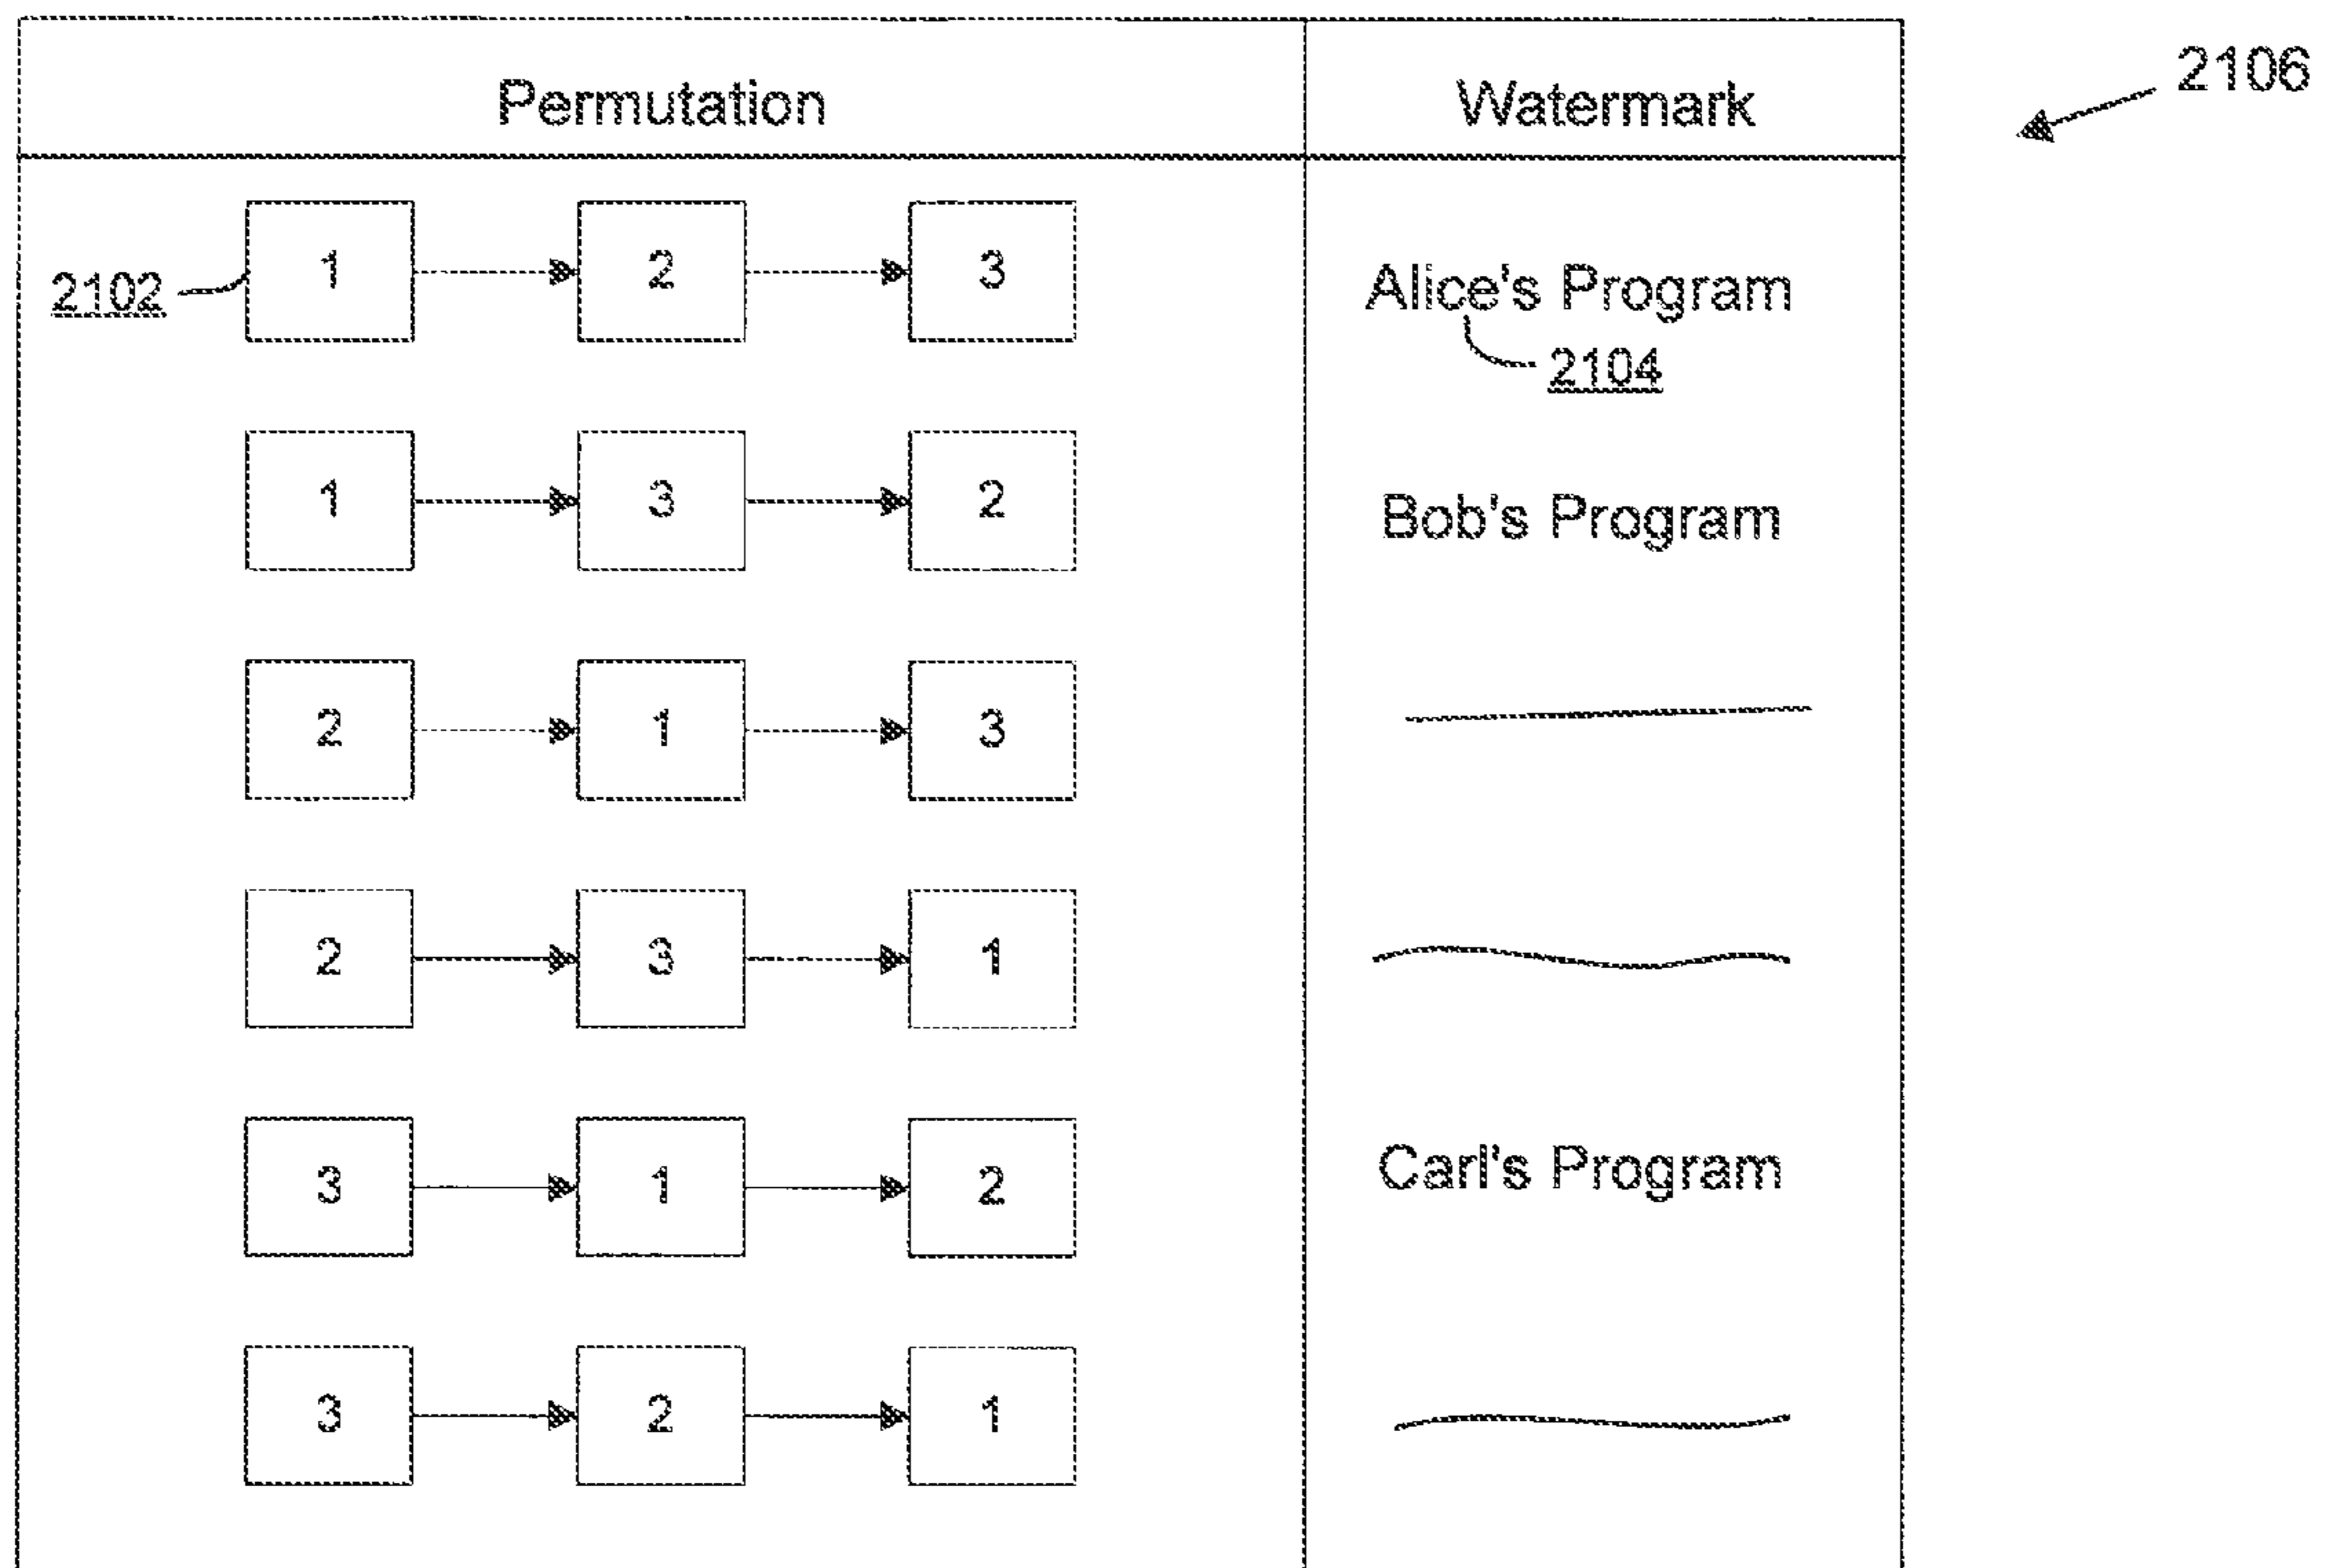 Permutation Watermark 2106
2102 1 2 3 Alice's Program
2104
1 3 2 Bob's Program
2 1 3
2 3 1
3 1 2 Carl's Program
3 2 1